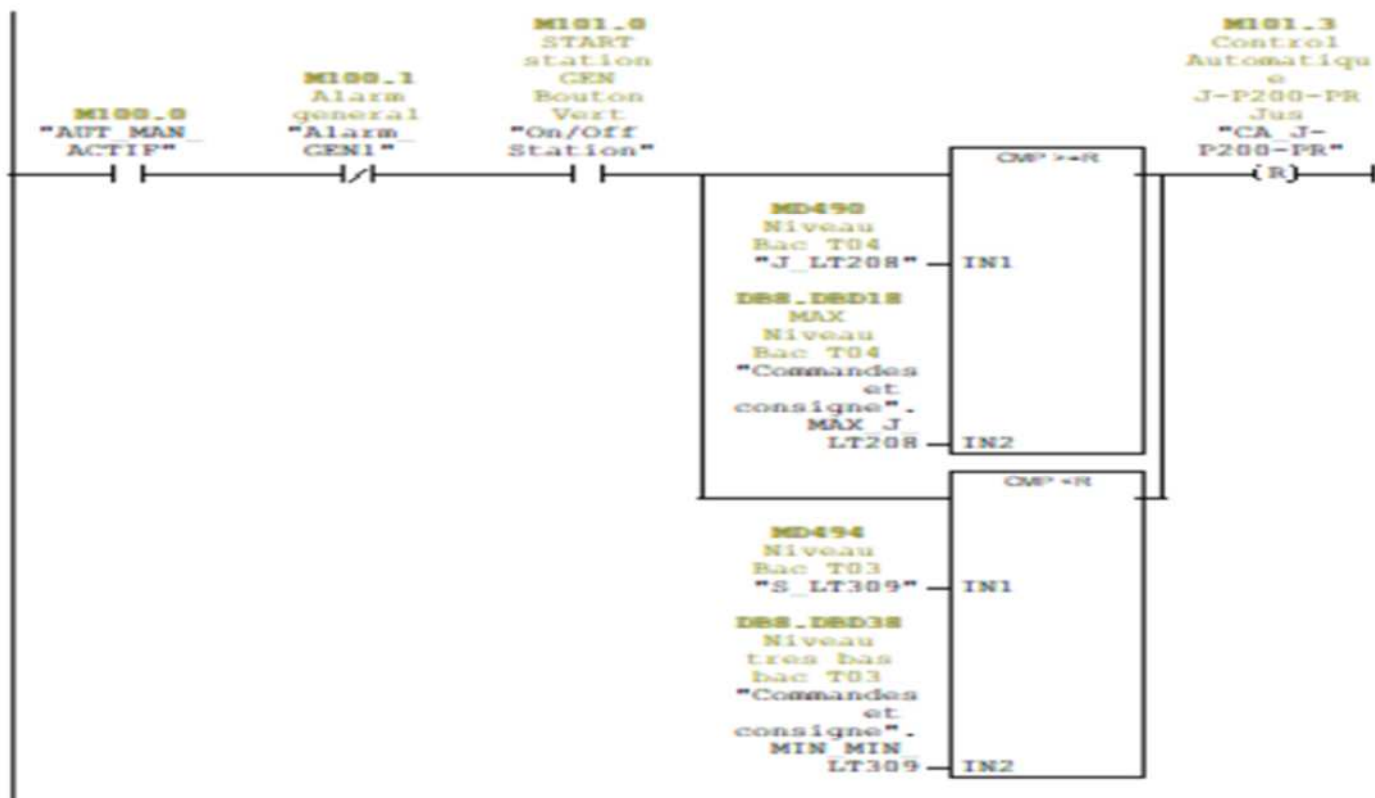 M100.0
"AUT_MAN_
ACTIF"
M100.1
Alarm
general
"Alarm_
GEN1"
M101.0
START
station
GEN
Bouton
Vert
"On/Off
Station"
CMP >=R
MD490
Niveau
Bac T04
"J_LT208"
IN1
DB8.DBD18
MAX
Niveau
Bac T04
"Commandes
et
consigne".
MAX_J_
LT208
IN2
CMP <R
MD494
Niveau
Bac T03
"S_LT309"
IN1
DB8.DBD38
Niveau
tres bas
bac T03
"Commandes
et
consigne".
MIN_MIN_
LT309
IN2
M101.3
Control
Automatiqu
e
J-P200-PR
Jus
"CA_J-
P200-PR"
(R)